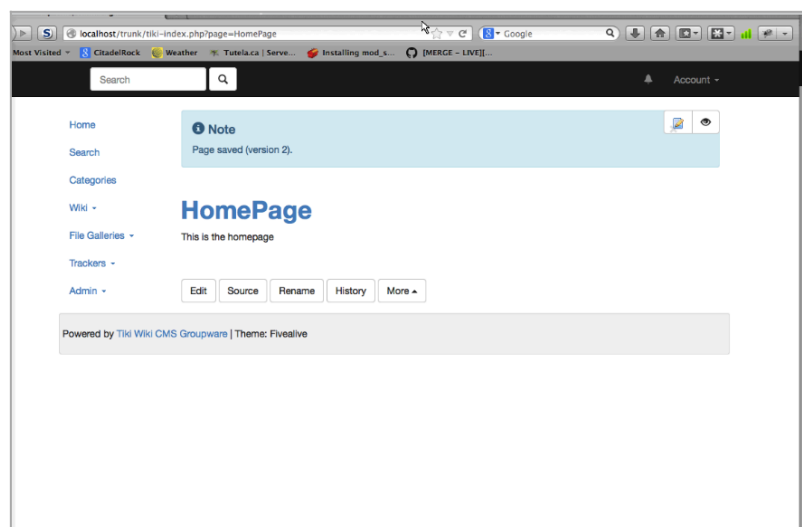 localhost/trunk/tiki-index.php?page=HomePage
Google
Most Visited
CitadelRock
Weather
Tutela.ca | Serve...
Installing mod_s...
[MERGE – LIVE][...
Search
Account
Home
Search
Categories
Wiki
File Galleries
Trackers
Admin
Note
Page saved (version 2).
HomePage
This is the homepage
Edit
Source
Rename
History
More
Powered by Tiki Wiki CMS Groupware | Theme: Fivealive